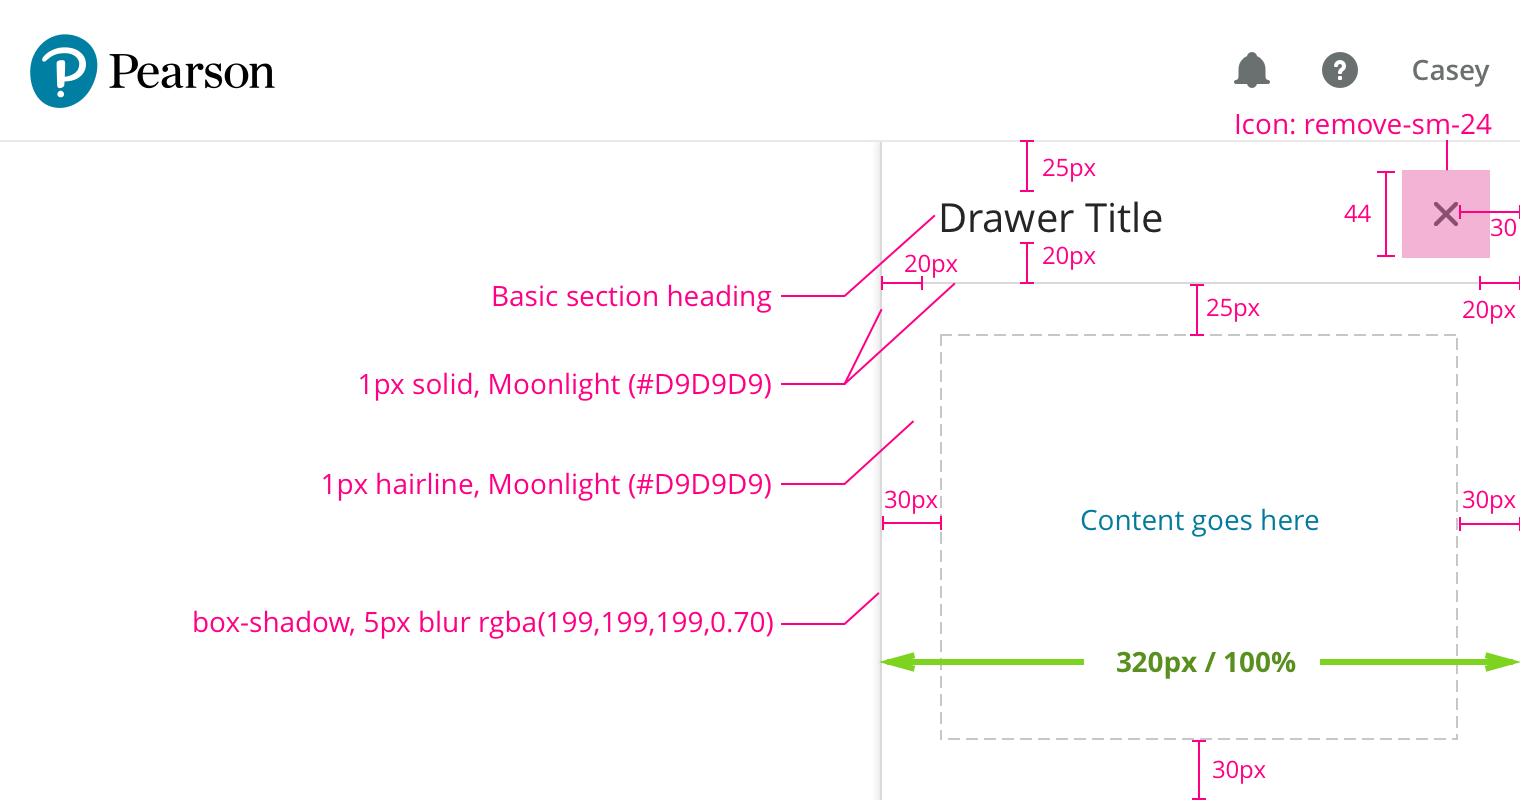 Pearson
Casey
Icon: remove-sm-24
25px
Drawer Title
44
30
20px
20px
Basic section heading
25px
20px
1px solid, Moonlight (#D9D9D9)
1px hairline, Moonlight (#D9D9D9)
30px
30px
Content goes here
box-shadow, 5px blur rgba(199,199,199,0.70)
320px / 100%
30px